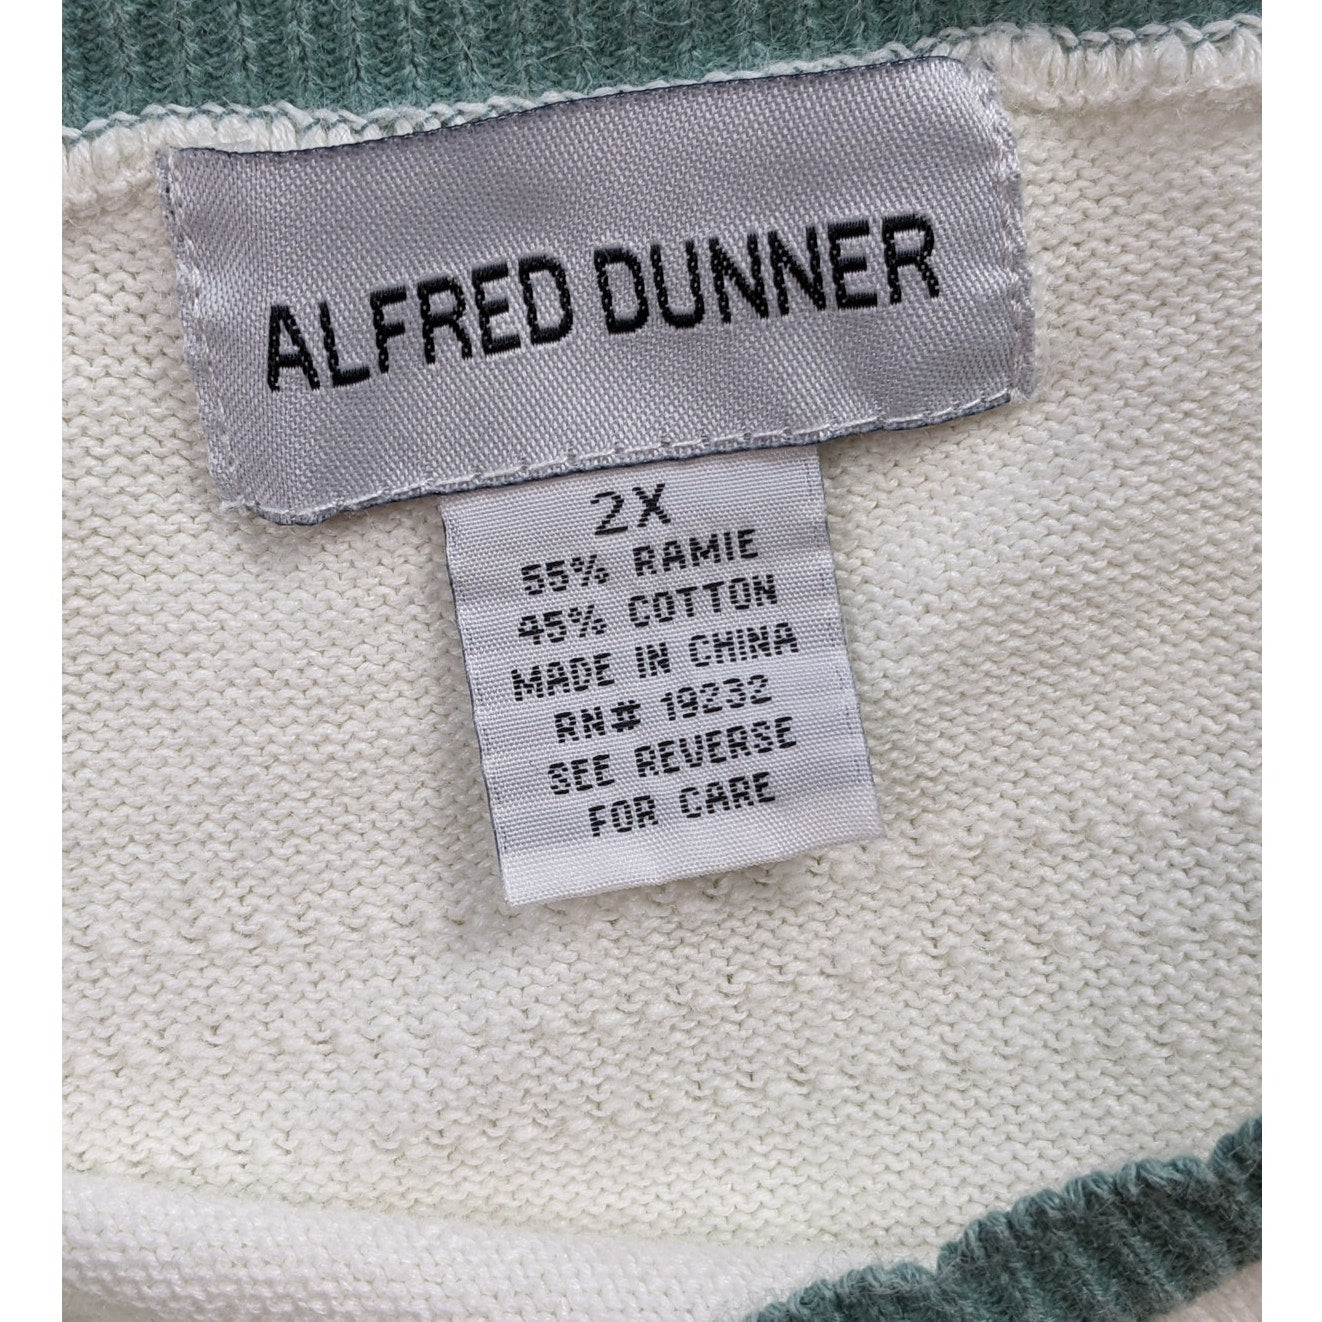 ALFRED DUNNER
2X
55% RAMIE
45% COTTON
MADE IN CHINA
RN# 19232
SEE REVERSE
FOR CARE